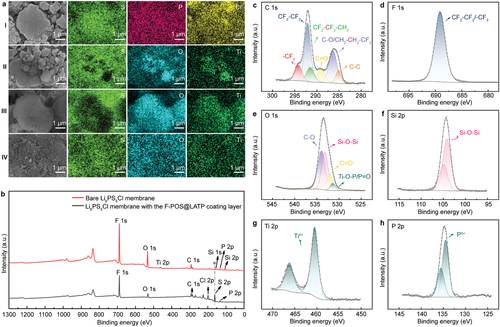 a
I
S
P
1 μm
1 μm
1 μm
1 μm
II
O
Ti
1 μm
1 μm
1 μm
1 μm
III
O
Ti
1 μm
1 μm
1 μm
1 μm
IV
O
Ti
1 μm
1 μm
1 μm
1 μm
b
Bare Li6PS5Cl membrane
Li6PS5Cl membrane with the F-POS@LATP coating layer
Intensity (a.u.)
F 1s
O 1s
Ti 2p
C 1s
Si 1s
P 2p
Si 2p
F 1s
O 1s
C 1s
Cl 2p
S 2p
P 2p
1300 1200 1100 1000 900 800 700 600 500 400 300 200 100 0
Binding energy (eV)
c
C 1s
CF2-CF2
CF2-CF2-CH2
C-O/CH2-CH2-CF2
-CF3
C=O
C-C
Intensity (a.u.)
300 295 290 285 280
Binding energy (eV)
d
F 1s
CF2-CF2-CF3
Intensity (a.u.)
690 680
Binding energy (eV)
e
O 1s
C-O
Si-O-Si
C=O
Ti-O-P/P=O
Intensity (a.u.)
540 530
Binding energy (eV)
f
Si 2p
Si-O-Si
Intensity (a.u.)
115 110 105 100 95
Binding energy (eV)
g
Ti 2p
Ti4+
Intensity (a.u.)
470 465 460 455 450
Binding energy (eV)
h
P 2p
P5+
Intensity (a.u.)
145 140 135 130 125
Binding energy (eV)